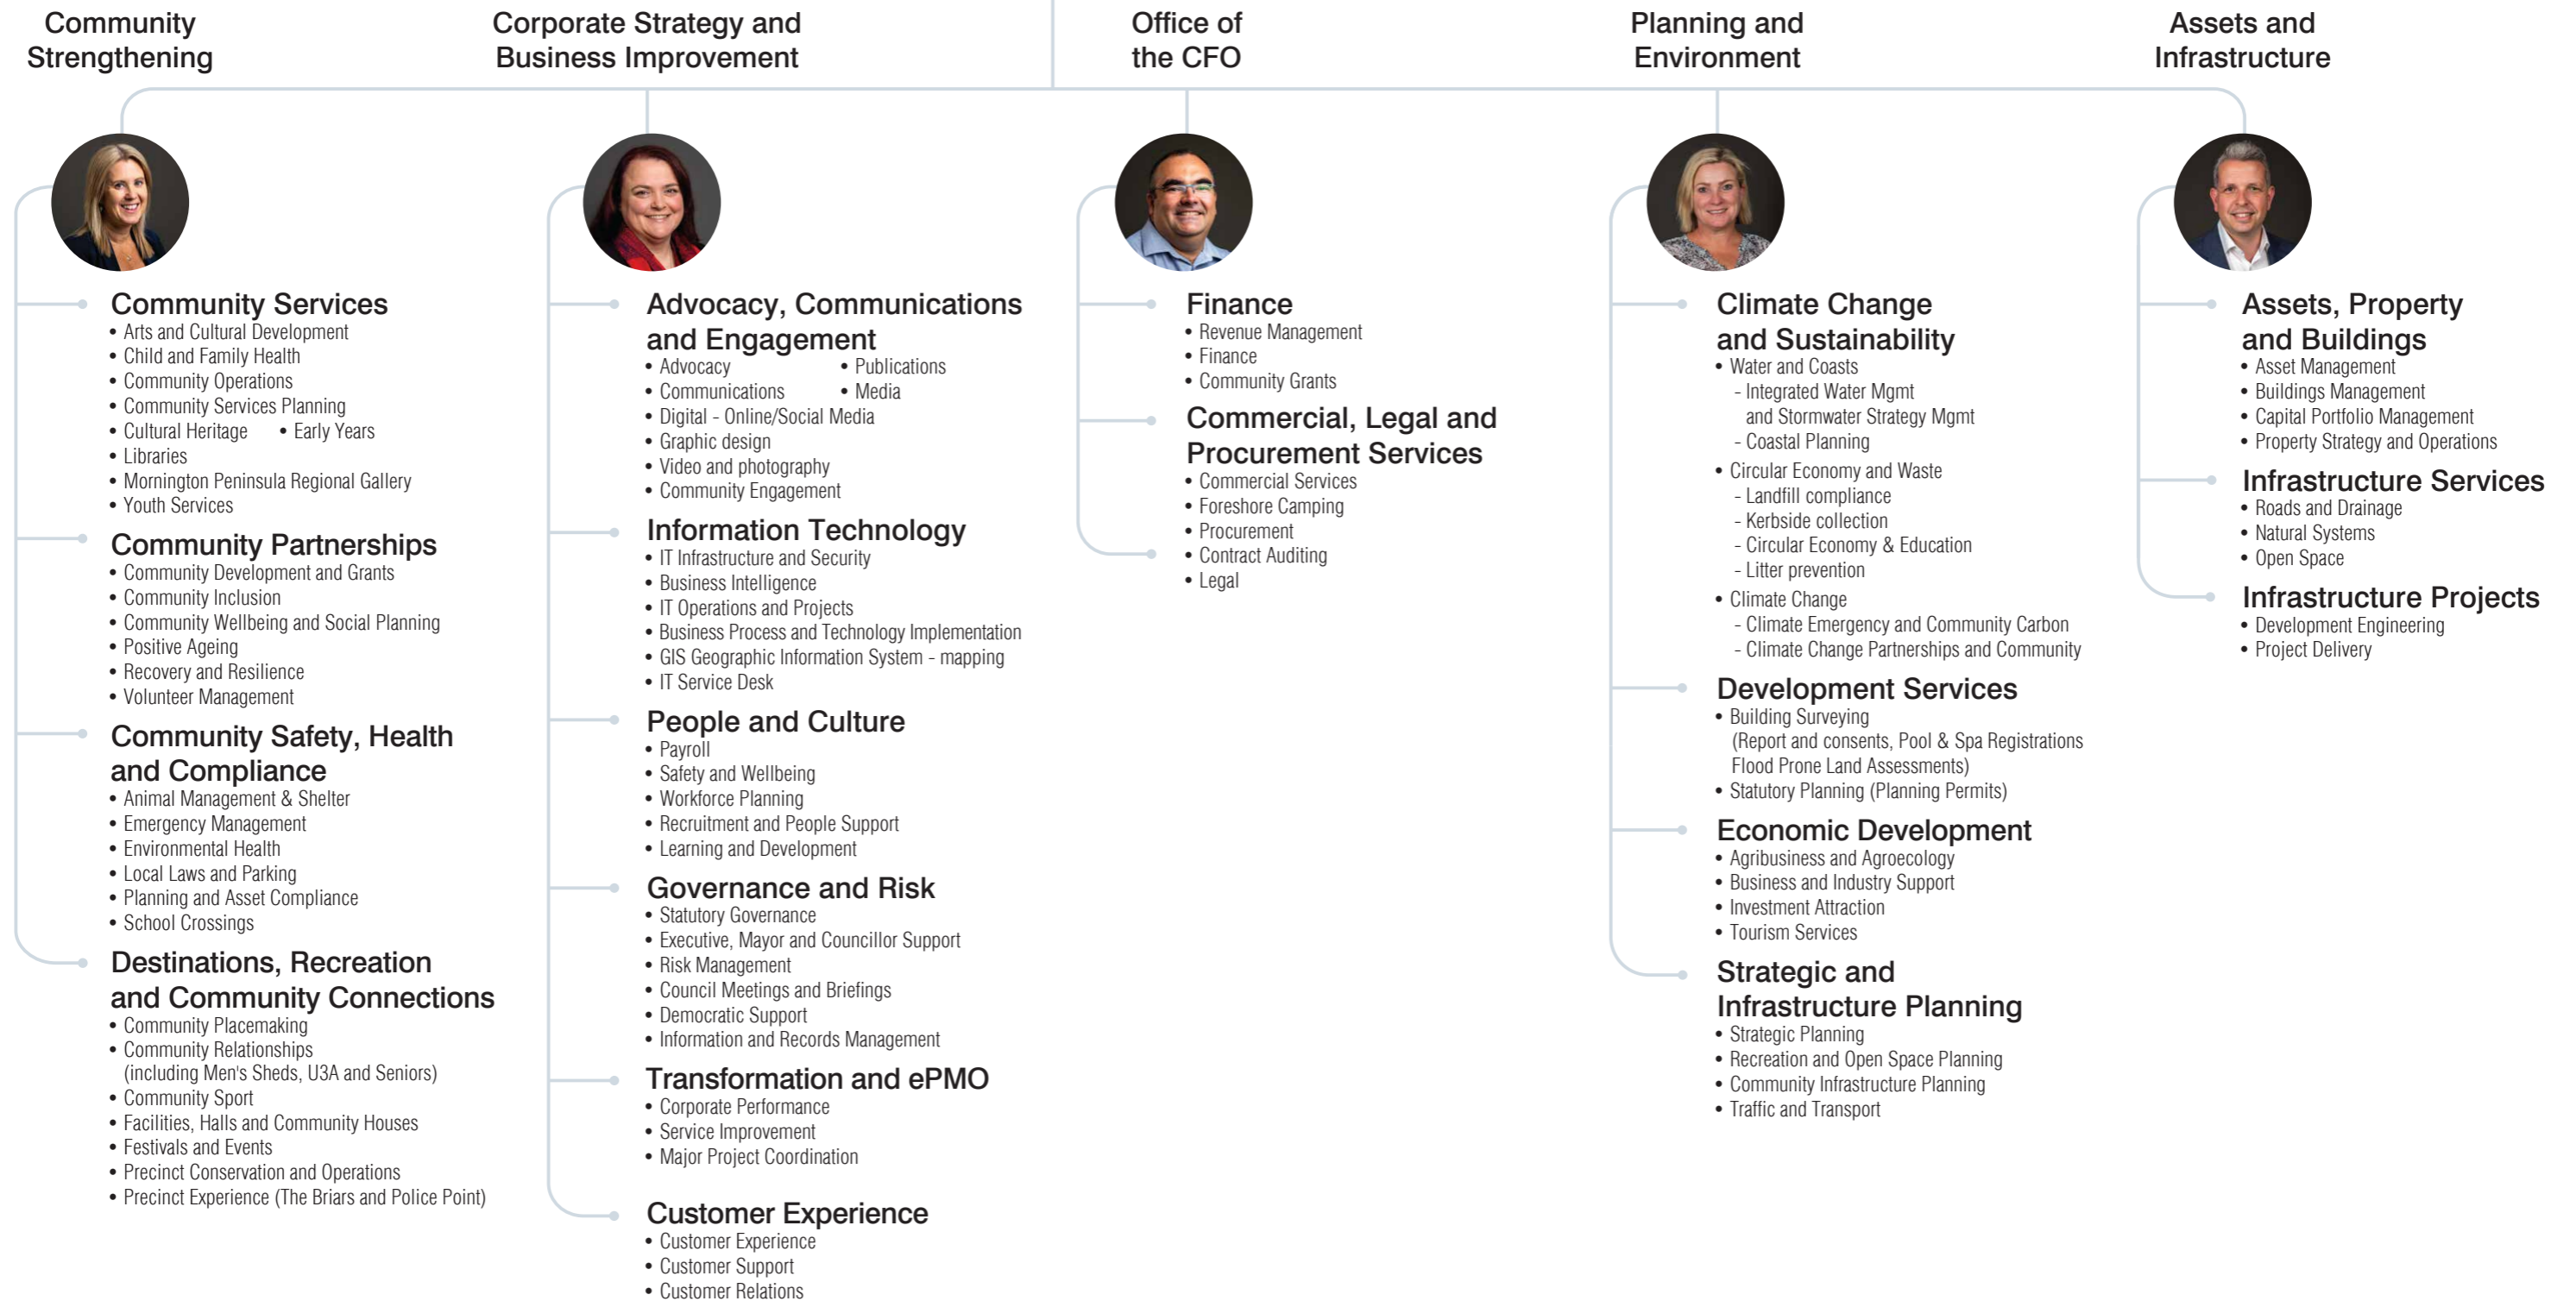 Community
Strengthening
Corporate Strategy and
Business Improvement
Office of
the CFO
Planning and
Environment
Assets and
Infrastructure
Community Services
• Arts and Cultural Development
• Child and Family Health
• Community Operations
• Community Services Planning
• Cultural Heritage • Early Years
• Libraries
• Mornington Peninsula Regional Gallery
• Youth Services
Community Partnerships
• Community Development and Grants
• Community Inclusion
• Community Wellbeing and Social Planning
• Positive Ageing
• Recovery and Resilience
• Volunteer Management
Community Safety, Health
and Compliance
• Animal Management & Shelter
• Emergency Management
• Environmental Health
• Local Laws and Parking
• Planning and Asset Compliance
• School Crossings
Destinations, Recreation
and Community Connections
• Community Placemaking
• Community Relationships
(including Men's Sheds, U3A and Seniors)
• Community Sport
• Facilities, Halls and Community Houses
• Festivals and Events
• Precinct Conservation and Operations
• Precinct Experience (The Briars and Police Point)
Advocacy, Communications
and Engagement
• Advocacy • Publications
• Communications • Media
• Digital - Online/Social Media
• Graphic design
• Video and photography
• Community Engagement
Information Technology
• IT Infrastructure and Security
• Business Intelligence
• IT Operations and Projects
• Business Process and Technology Implementation
• GIS Geographic Information System - mapping
• IT Service Desk
People and Culture
• Payroll
• Safety and Wellbeing
• Workforce Planning
• Recruitment and People Support
• Learning and Development
Governance and Risk
• Statutory Governance
• Executive, Mayor and Councillor Support
• Risk Management
• Council Meetings and Briefings
• Democratic Support
• Information and Records Management
Transformation and ePMO
• Corporate Performance
• Service Improvement
• Major Project Coordination
Customer Experience
• Customer Experience
• Customer Support
• Customer Relations
Finance
• Revenue Management
• Finance
• Community Grants
Commercial, Legal and
Procurement Services
• Commercial Services
• Foreshore Camping
• Procurement
• Contract Auditing
• Legal
Climate Change
and Sustainability
• Water and Coasts
- Integrated Water Mgmt
and Stormwater Strategy Mgmt
- Coastal Planning
• Circular Economy and Waste
- Landfill compliance
- Kerbside collection
- Circular Economy & Education
- Litter prevention
• Climate Change
- Climate Emergency and Community Carbon
- Climate Change Partnerships and Community
Development Services
• Building Surveying
(Report and consents, Pool & Spa Registrations
Flood Prone Land Assessments)
• Statutory Planning (Planning Permits)
Economic Development
• Agribusiness and Agroecology
• Business and Industry Support
• Investment Attraction
• Tourism Services
Strategic and
Infrastructure Planning
• Strategic Planning
• Recreation and Open Space Planning
• Community Infrastructure Planning
• Traffic and Transport
Assets, Property
and Buildings
• Asset Management
• Buildings Management
• Capital Portfolio Management
• Property Strategy and Operations
Infrastructure Services
• Roads and Drainage
• Natural Systems
• Open Space
Infrastructure Projects
• Development Engineering
• Project Delivery